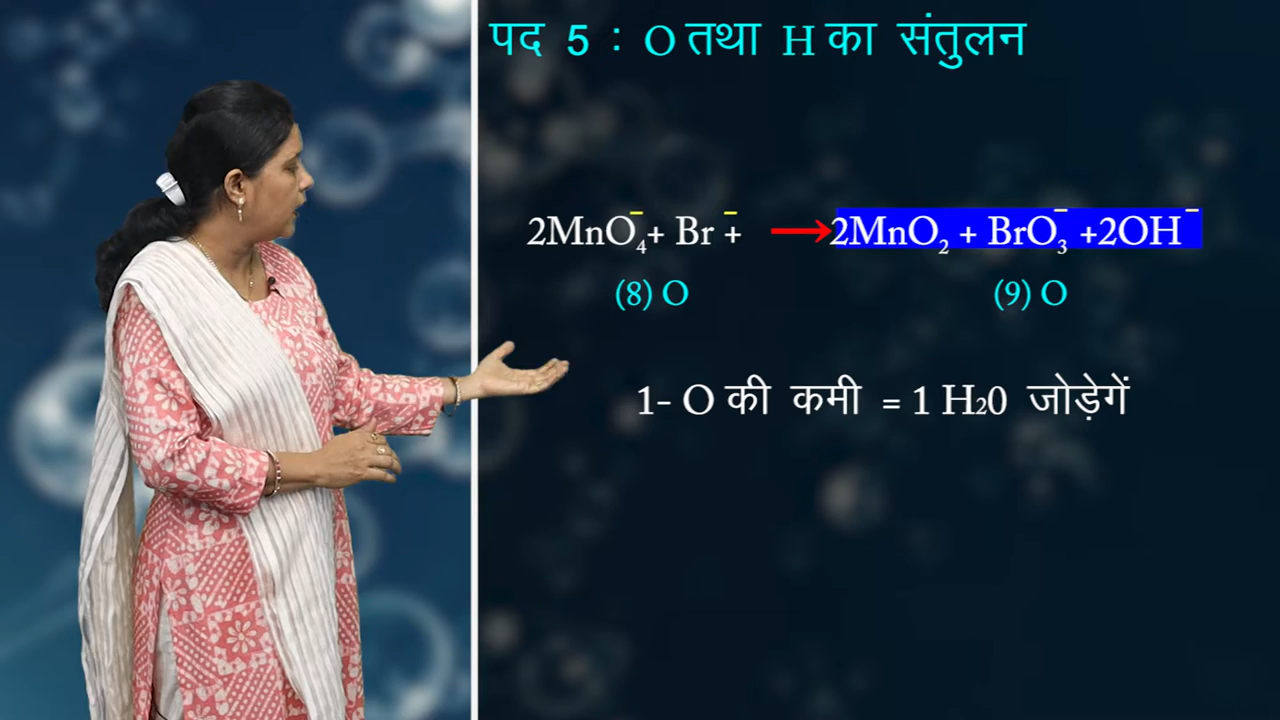 पद 5 : O तथा H का संतुलन
2MnO₄⁻+ Br⁻ + → 2MnO₂ + BrO₃⁻ +2OH⁻
(8) O (9) O
1- O की कमी = 1 H₂0 जोड़ेगें